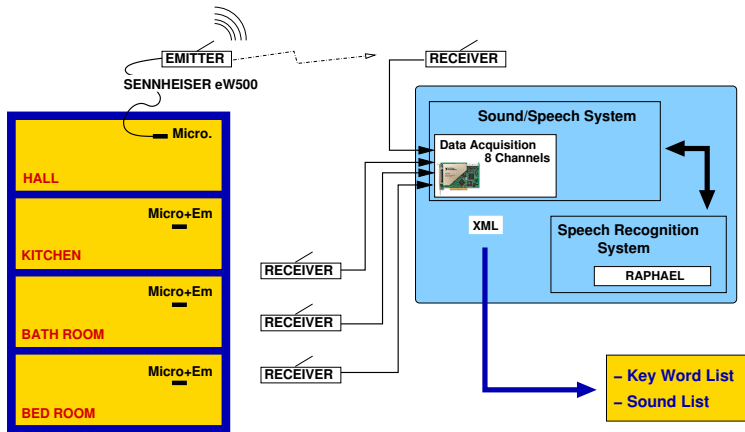 EMITTER
RECEIVER
SENNHEISER eW500
Micro.
HALL
Micro+Em
KITCHEN
Micro+Em
BATH ROOM
Micro+Em
BED ROOM
RECEIVER
RECEIVER
RECEIVER
Sound/Speech System
Data Acquisition
8 Channels
XML
Speech Recognition
System
RAPHAEL
– Key Word List
– Sound List